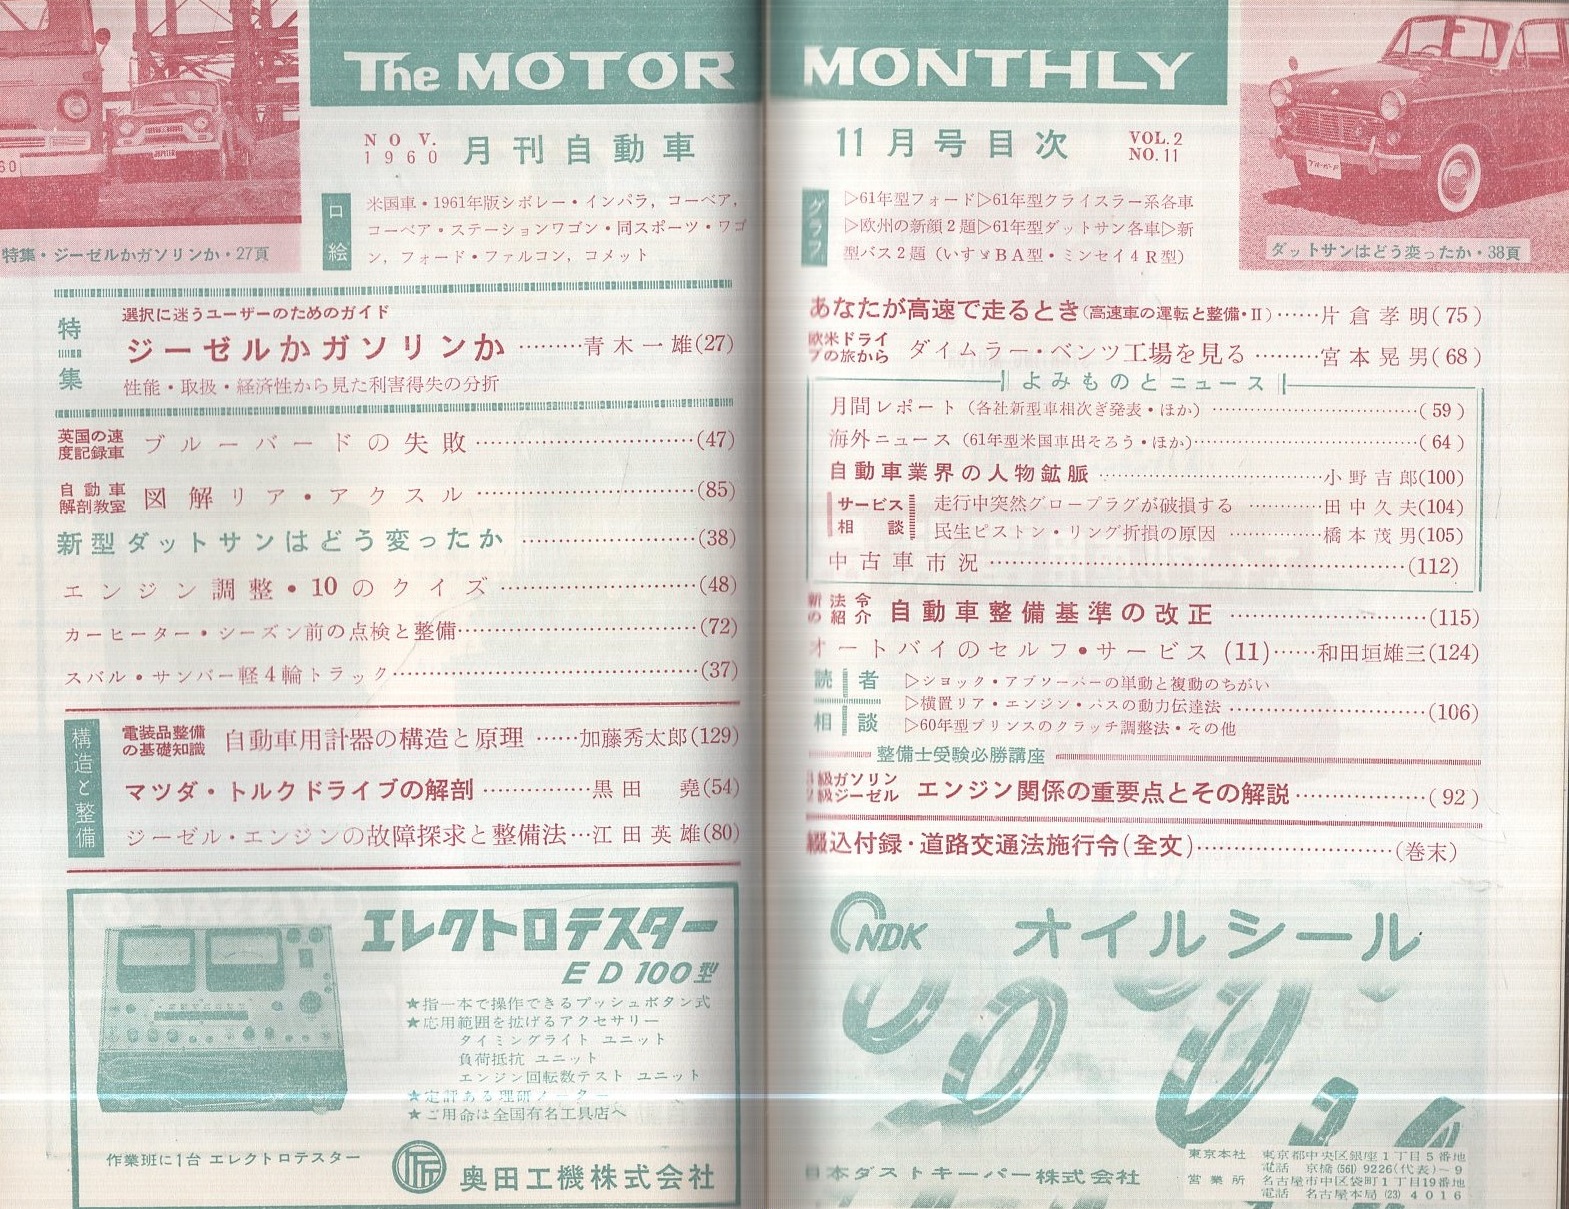 The MOTOR MONTHLY
NOV.
1960
月刊自動車
11月号目次
VOL.2
NO.11
60
JUPITER
特集・ジーゼルかガソリンか・27頁
口絵
米国車・1961年版シボレー・インパラ，コーベア，
コーベア・ステーションワゴン・同スポーツ・ワゴ
ン，フォード・ファルコン，コメット
特集
選択に迷うユーザーのためのガイド
ジーゼルかガソリンか………青木一雄(27)
性能・取扱・経済性から見た利害得失の分折
英国の速度記録車 ブルーバードの失敗………(47)
自動車解剖教室 図解リア・アクスル………(85)
新型ダットサンはどう変ったか………(38)
エンジン調整・10のクイズ………(48)
カーヒーター・シーズン前の点検と整備………(72)
スバル・サンバー軽4輪トラック………(37)
構造と整備
電装品整備の基礎知識 自動車用計器の構造と原理……加藤秀太郎(129)
マツダ・トルクドライブの解剖………黒田 堯(54)
ジーゼル・エンジンの故障探求と整備法…江田英雄(80)
エレクトロテスター
ED100型
★指一本で操作できるプッシュボタン式
★応用範囲を拡げるアクセサリー
タイミングライト ユニット
負荷抵抗 ユニット
エンジン回転数テスト ユニット
★定評ある理研メーター
★ご用命は全国有名工具店へ
作業班に1台 エレクトロテスター
奥田工機株式会社
グラフ
▷61年型フォード▷61年型クライスラー系各車
▷欧州の新顔2題▷61年型ダットサン各車▷新
型バス2題（いすゞBA型・ミンセイ4R型）
ブルーバード
ダットサンはどう変ったか・38頁
あなたが高速で走るとき(高速車の運転と整備・II)……片倉孝明(75)
欧米ドライブの旅から ダイムラー・ベンツ工場を見る………宮本晃男(68)
よみものとニュース
月間レポート（各社新型車相次ぎ発表・ほか）………(59)
海外ニュース（61年型米国車出そろう・ほか)………(64)
自動車業界の人物鉱脈………小野吉郎(100)
サービス相談
走行中突然グロープラグが破損する………田中久夫(104)
民生ピストン・リング折損の原因………橋本茂男(105)
中古車市況………(112)
新法令の紹介 自動車整備基準の改正………(115)
オートバイのセルフ・サービス (11)……和田垣雄三(124)
読者相談
▷ショック・アブソーバーの単動と複動のちがい
▷横置リア・エンジン・バスの動力伝達法………(106)
▷60年型プリンスのクラッチ調整法・その他
整備士受験必勝講座
級ガソリン
級ジーゼル エンジン関係の重要点とその解説………(92)
綴込付録・道路交通法施行令(全文)………(巻末)
NDK オイルシール
日本ダストキーパー株式会社
東京本社 東京都中央区銀座1丁目5番地
電話 京橋(561)9226(代表)～9
営業所 名古屋市中区袋町1丁目19番地
電話 名古屋本局(23)4016